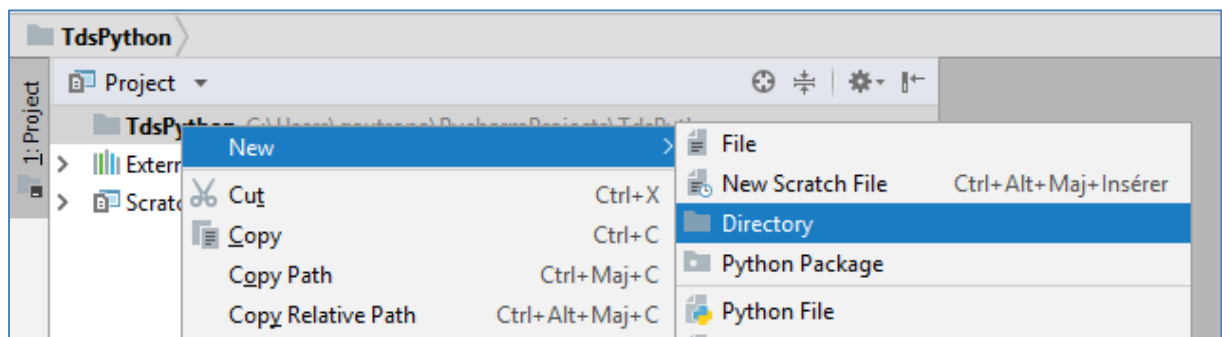 TdsPython
Project
1: Project
TdsPython
New
File
Extern
New Scratch File Ctrl+Alt+Maj+Insérer
Scratc
Cut Ctrl+X
Directory
Copy Ctrl+C
Python Package
Copy Path Ctrl+Maj+C
Python File
Copy Relative Path Ctrl+Alt+Maj+C